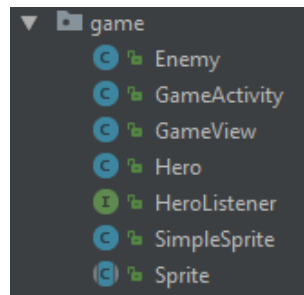 game
C Enemy
C GameActivity
C GameView
C Hero
I HeroListener
C SimpleSprite
C Sprite